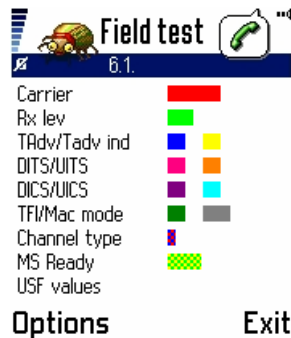 Field test
6.1.
Carrier
Rx lev
TAdv/Tadv ind
DITS/UITS
DICS/UICS
TFI/Mac mode
Channel type
MS Ready
USF values
Options Exit